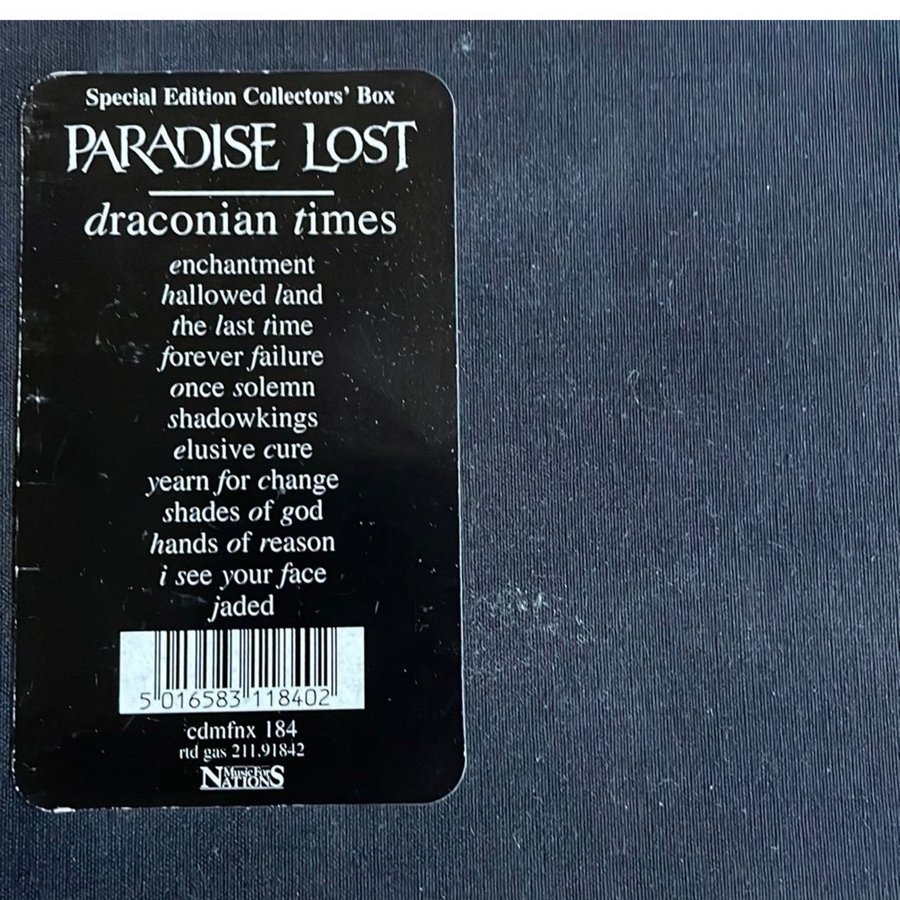 Special Edition Collectors' Box
PARADISE LOST
draconian times
enchantment
hallowed land
the last time
forever failure
once solemn
shadowkings
elusive cure
yearn for change
shades of god
hands of reason
i see your face
jaded
5 016583 118402
cdmfnx 184
rtd gas 211.91842
Music For
NATIONS